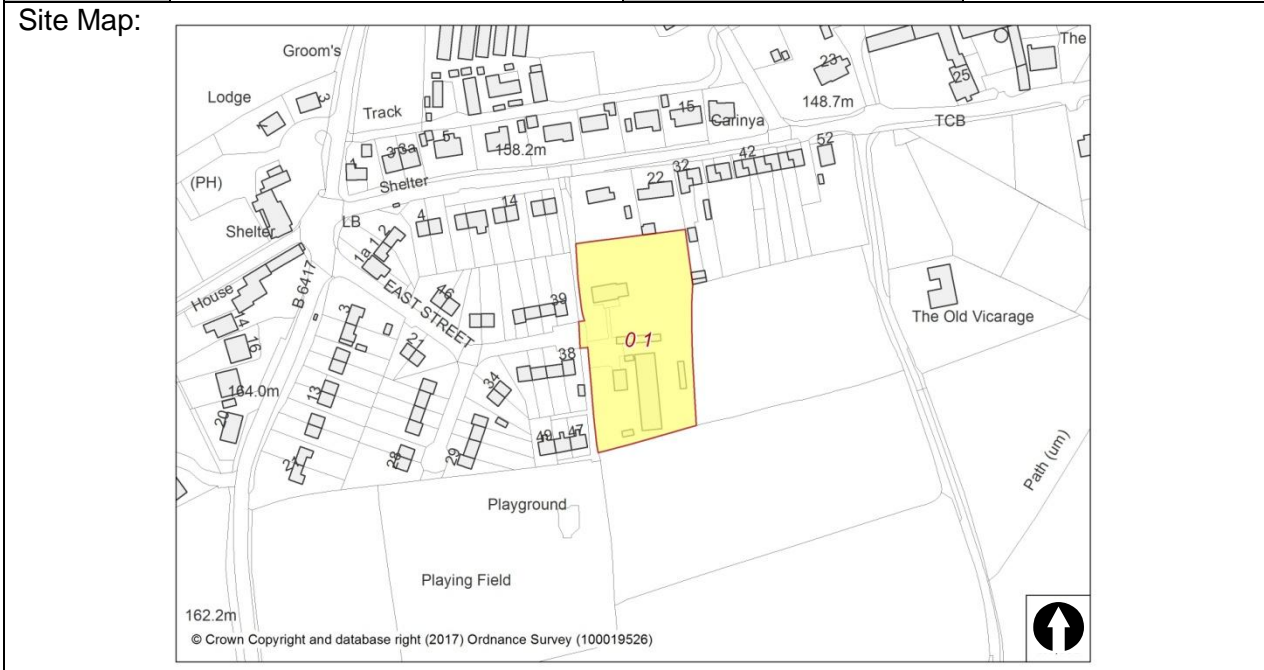 Site Map:
Groom's
The
23
Lodge
3
25
148.7m
1
Track
15
Carinya
TCB
5
3 3a
158.2m
52
42
1
32
(PH)
Shelter
22
14
4
LB
Shelter
2
1a 1
B 6417
House
EAST STREET
46
39
The Old Vicarage
3
14
0 1
16
21
38
34
164.0m
13
20
Path (um)
49 47
21
28
29
Playground
Playing Field
162.2m
© Crown Copyright and database right (2017) Ordnance Survey (100019526)